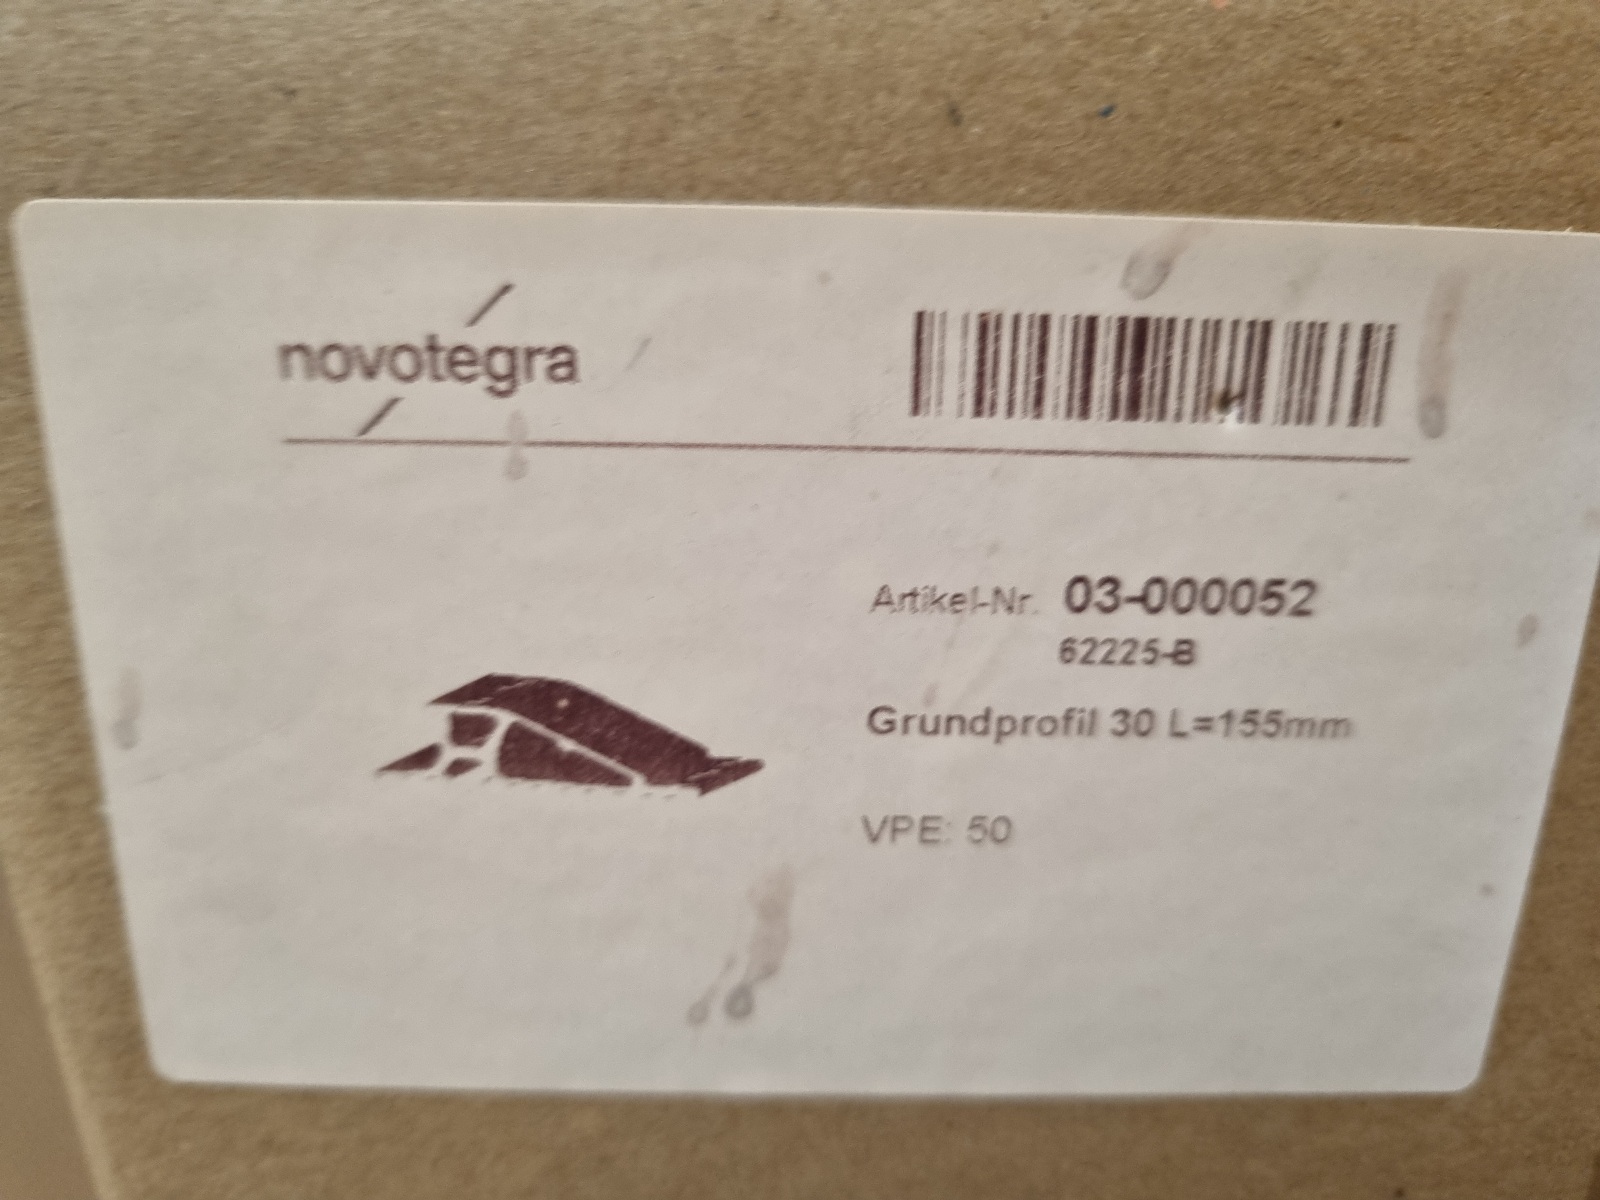 novotegra
Artikel-Nr. 03-000052
62225-B
Grundprofil 30 L=155mm
VPE: 50